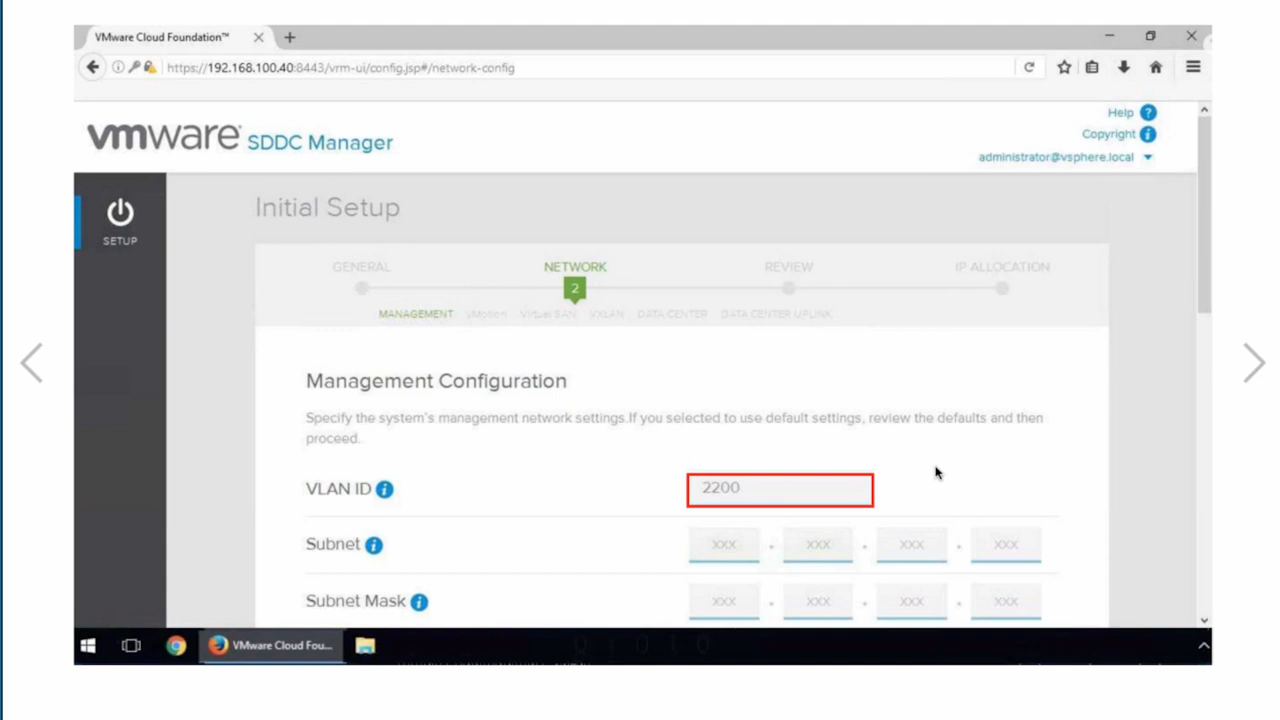 VMware Cloud Foundation™
https://192.168.100.40:8443/vrm-ui/config.jsp#/network-config
Help
vmware SDDC Manager
Copyright
administrator@vsphere.local
SETUP
Initial Setup
GENERAL NETWORK REVIEW IP ALLOCATION
2
MANAGEMENT vMotion Virtual SAN VXLAN DATA CENTER DATA CENTER UPLINK
Management Configuration
Specify the system's management network settings.If you selected to use default settings, review the defaults and then
proceed.
VLAN ID 2200
Subnet xxx . xxx . xxx . xxx
Subnet Mask xxx . xxx . xxx . xxx
VMware Cloud Fou...